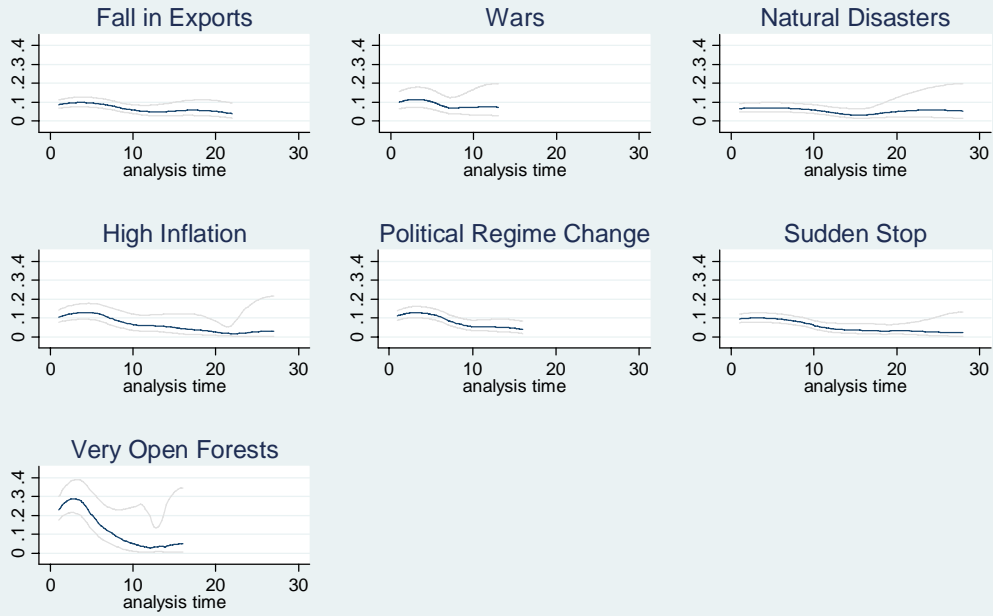 Fall in Exports
0 .1 .2 .3 .4
0 10 20 30
analysis time
Wars
0 .1 .2 .3 .4
0 10 20 30
analysis time
Natural Disasters
0 .1 .2 .3 .4
0 10 20 30
analysis time
High Inflation
0 .1 .2 .3 .4
0 10 20 30
analysis time
Political Regime Change
0 .1 .2 .3 .4
0 10 20 30
analysis time
Sudden Stop
0 .1 .2 .3 .4
0 10 20 30
analysis time
Very Open Forests
0 .1 .2 .3 .4
0 10 20 30
analysis time